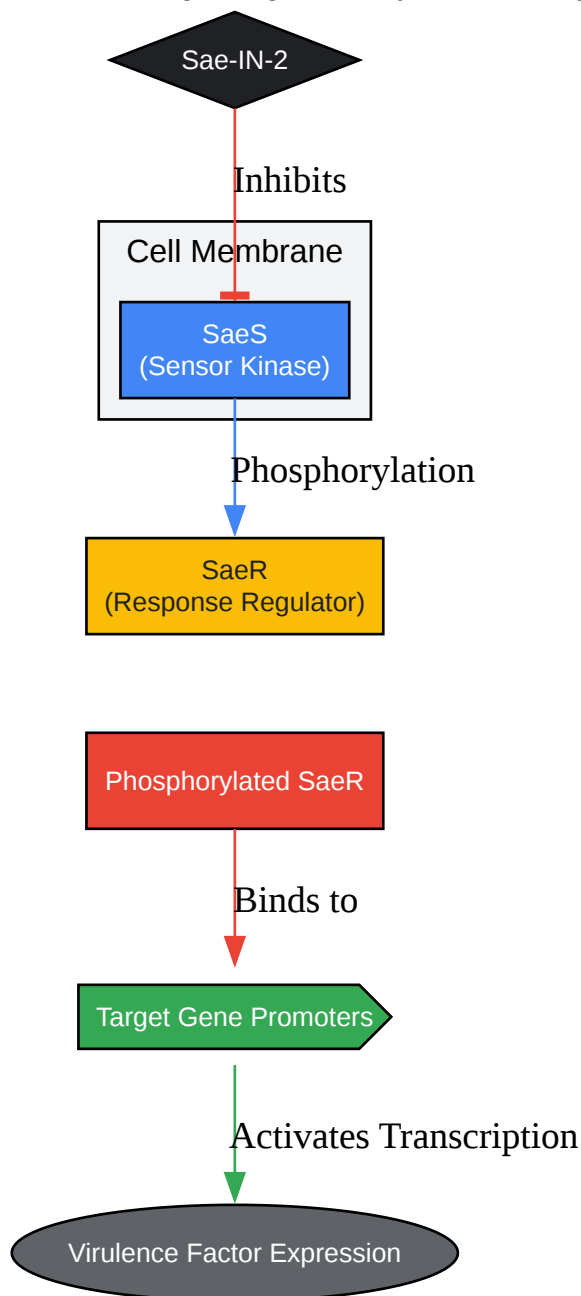 Sae-IN-2
Inhibits
Cell Membrane
SaeS
(Sensor Kinase)
Phosphorylation
SaeR
(Response Regulator)
Phosphorylated SaeR
Binds to
Target Gene Promoters
Activates Transcription
Virulence Factor Expression